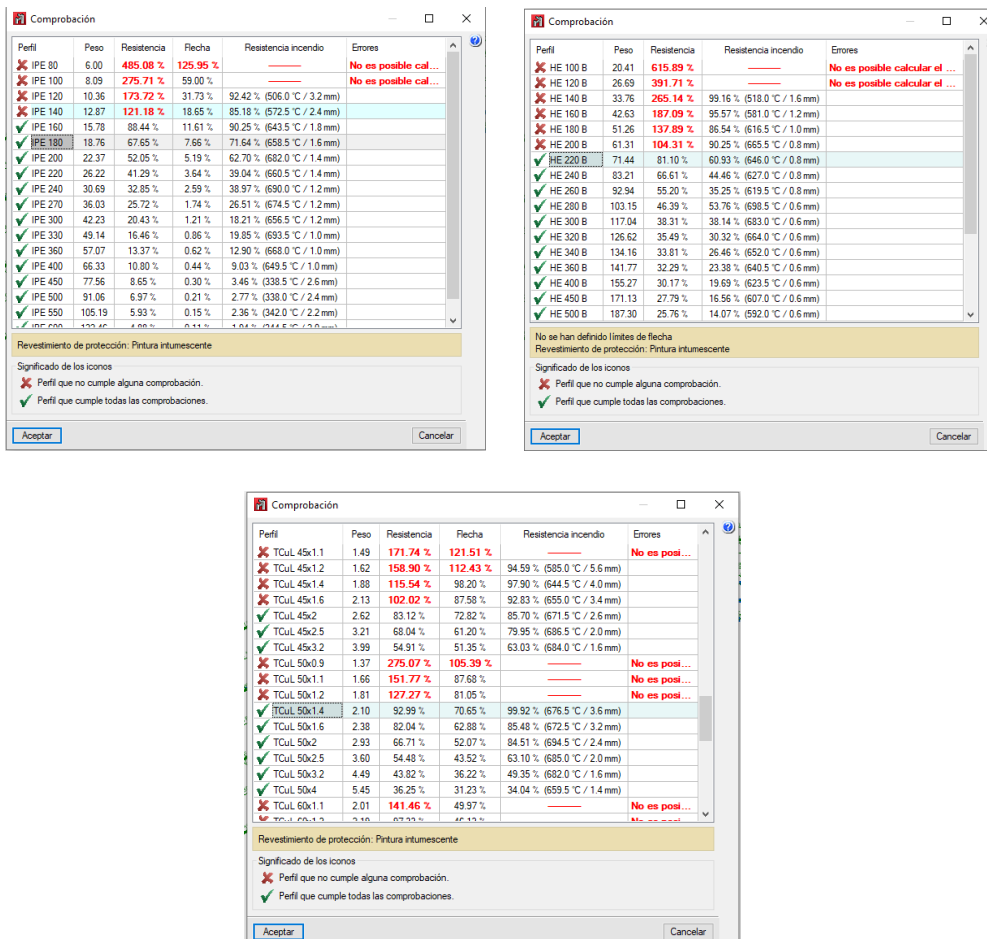 Comprobación
Perfil Peso Resistencia Flecha Resistencia incendio Errores
IPE 80 6.00 485.08 % 125.95 % No es posible cal...
IPE 100 8.09 275.71 % 59.00 % No es posible cal...
IPE 120 10.36 173.72 % 31.73 % 92.42 % (506.0 °C / 3.2 mm)
IPE 140 12.87 121.18 % 18.65 % 85.18 % (572.5 °C / 2.4 mm)
IPE 160 15.78 88.44 % 11.61 % 90.25 % (643.5 °C / 1.8 mm)
IPE 180 18.76 67.65 % 7.66 % 71.64 % (658.5 °C / 1.6 mm)
IPE 200 22.37 52.05 % 5.19 % 62.70 % (682.0 °C / 1.4 mm)
IPE 220 26.22 41.29 % 3.64 % 39.04 % (660.5 °C / 1.4 mm)
IPE 240 30.69 32.85 % 2.59 % 38.97 % (690.0 °C / 1.2 mm)
IPE 270 36.03 25.72 % 1.74 % 26.51 % (674.5 °C / 1.2 mm)
IPE 300 42.23 20.43 % 1.21 % 18.21 % (656.5 °C / 1.2 mm)
IPE 330 49.14 16.46 % 0.86 % 19.85 % (693.5 °C / 1.0 mm)
IPE 360 57.07 13.37 % 0.62 % 12.90 % (668.0 °C / 1.0 mm)
IPE 400 66.33 10.80 % 0.44 % 9.03 % (649.5 °C / 1.0 mm)
IPE 450 77.56 8.65 % 0.30 % 3.46 % (338.5 °C / 2.6 mm)
IPE 500 91.06 6.97 % 0.21 % 2.77 % (338.0 °C / 2.4 mm)
IPE 550 105.19 5.93 % 0.15 % 2.36 % (342.0 °C / 2.2 mm)
Revestimiento de protección: Pintura intumescente
Significado de los iconos
Perfil que no cumple alguna comprobación.
Perfil que cumple todas las comprobaciones.
Aceptar Cancelar
Comprobación
Perfil Peso Resistencia Resistencia incendio Errores
HE 100 B 20.41 615.89 % No es posible calcular el ...
HE 120 B 26.69 391.71 % No es posible calcular el ...
HE 140 B 33.76 265.14 % 99.16 % (518.0 °C / 1.6 mm)
HE 160 B 42.63 187.09 % 95.57 % (581.0 °C / 1.2 mm)
HE 180 B 51.26 137.89 % 86.54 % (616.5 °C / 1.0 mm)
HE 200 B 61.31 104.31 % 90.25 % (665.5 °C / 0.8 mm)
HE 220 B 71.44 81.10 % 60.93 % (646.0 °C / 0.8 mm)
HE 240 B 83.21 66.61 % 44.46 % (627.0 °C / 0.8 mm)
HE 260 B 92.94 55.20 % 35.25 % (619.5 °C / 0.8 mm)
HE 280 B 103.15 46.39 % 53.76 % (698.5 °C / 0.6 mm)
HE 300 B 117.04 38.31 % 38.14 % (683.0 °C / 0.6 mm)
HE 320 B 126.62 35.49 % 30.32 % (664.0 °C / 0.6 mm)
HE 340 B 134.16 33.81 % 26.46 % (652.0 °C / 0.6 mm)
HE 360 B 141.77 32.29 % 23.38 % (640.5 °C / 0.6 mm)
HE 400 B 155.27 30.17 % 19.69 % (623.5 °C / 0.6 mm)
HE 450 B 171.13 27.79 % 16.56 % (607.0 °C / 0.6 mm)
HE 500 B 187.30 25.76 % 14.07 % (592.0 °C / 0.6 mm)
No se han definido límites de flecha
Revestimiento de protección: Pintura intumescente
Significado de los iconos
Perfil que no cumple alguna comprobación.
Perfil que cumple todas las comprobaciones.
Aceptar Cancelar
Comprobación
Perfil Peso Resistencia Flecha Resistencia incendio Errores
TCuL 45x1.1 1.49 171.74 % 121.51 % No es posi...
TCuL 45x1.2 1.62 158.90 % 112.43 % 94.59 % (585.0 °C / 5.6 mm)
TCuL 45x1.4 1.88 115.54 % 98.20 % 97.90 % (644.5 °C / 4.0 mm)
TCuL 45x1.6 2.13 102.02 % 87.58 % 92.83 % (655.0 °C / 3.4 mm)
TCuL 45x2 2.62 83.12 % 72.82 % 85.70 % (671.5 °C / 2.6 mm)
TCuL 45x2.5 3.21 68.04 % 61.20 % 79.95 % (686.5 °C / 2.0 mm)
TCuL 45x3.2 3.99 54.91 % 51.35 % 63.03 % (684.0 °C / 1.6 mm)
TCuL 50x0.9 1.37 275.07 % 105.39 % No es posi...
TCuL 50x1.1 1.66 151.77 % 87.68 % No es posi...
TCuL 50x1.2 1.81 127.27 % 81.05 % No es posi...
TCuL 50x1.4 2.10 92.99 % 70.65 % 99.92 % (676.5 °C / 3.6 mm)
TCuL 50x1.6 2.38 82.04 % 62.88 % 85.48 % (672.5 °C / 3.2 mm)
TCuL 50x2 2.93 66.71 % 52.07 % 84.51 % (694.5 °C / 2.4 mm)
TCuL 50x2.5 3.60 54.48 % 43.52 % 63.10 % (685.0 °C / 2.0 mm)
TCuL 50x3.2 4.49 43.82 % 36.22 % 49.35 % (682.0 °C / 1.6 mm)
TCuL 50x4 5.45 36.25 % 31.23 % 34.04 % (659.5 °C / 1.4 mm)
TCuL 60x1.1 2.01 141.46 % 49.97 % No es posi...
Revestimiento de protección: Pintura intumescente
Significado de los iconos
Perfil que no cumple alguna comprobación.
Perfil que cumple todas las comprobaciones.
Aceptar Cancelar